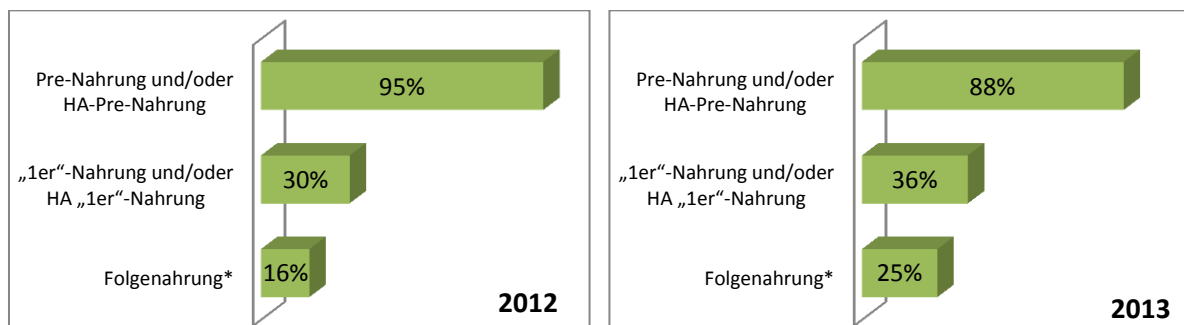 Pre-Nahrung und/oder
HA-Pre-Nahrung
95%
„1er“-Nahrung und/oder
HA „1er“-Nahrung
30%
Folgenahrung*
16%
2012
Pre-Nahrung und/oder
HA-Pre-Nahrung
88%
„1er“-Nahrung und/oder
HA „1er“-Nahrung
36%
Folgenahrung*
25%
2013